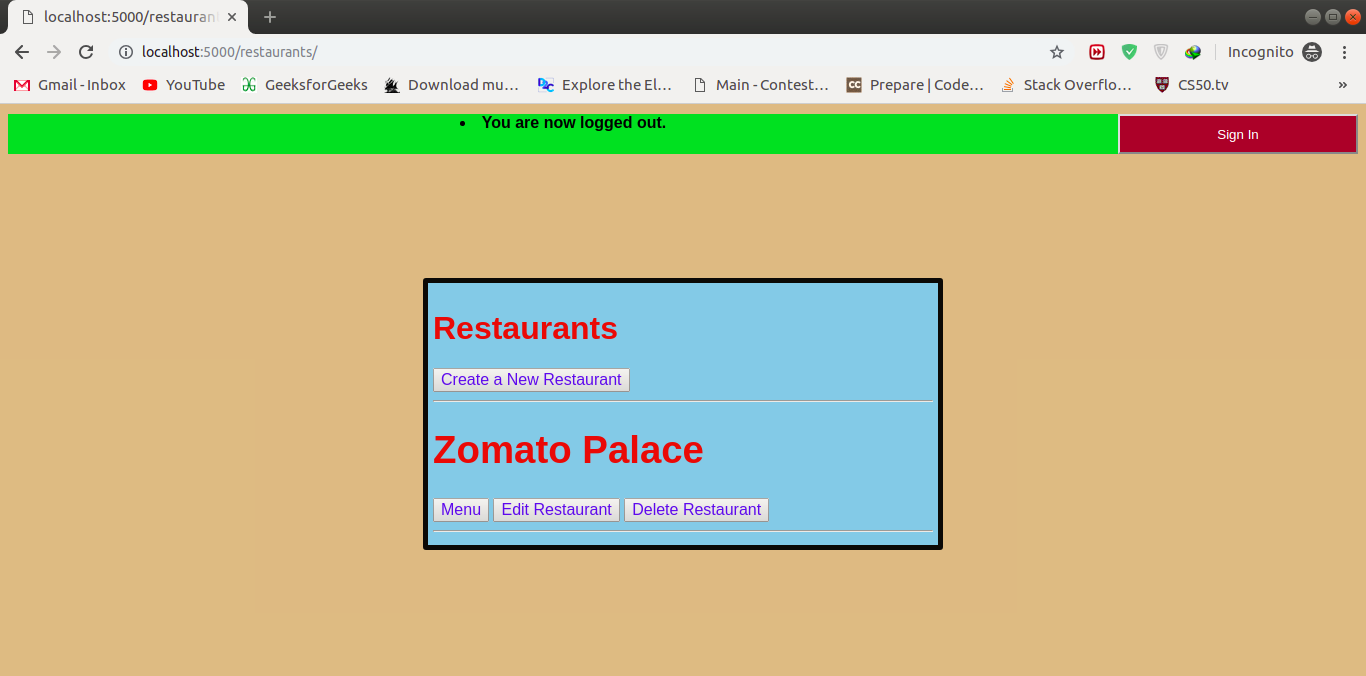 localhost:5000/restauran
localhost:5000/restaurants/
Incognito
Gmail - Inbox
YouTube
GeeksforGeeks
Download mu...
Explore the El...
Main - Contest...
Prepare | Code...
Stack Overflo...
CS50.tv
»
• You are now logged out.
Sign In
Restaurants
Create a New Restaurant
Zomato Palace
Menu Edit Restaurant Delete Restaurant